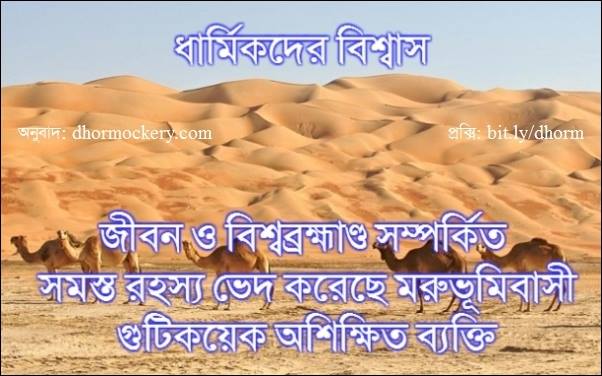 ধার্মিকদের বিশ্বাস
অনুবাদ: dhormockery.com প্রক্সি: bit.ly/dhorm
জীবন ও বিশ্বব্রহ্মাণ্ড সম্পর্কিত
সমস্ত রহস্য ভেদ করেছে মরুভূমিবাসী
গুটিকয়েক অশিক্ষিত ব্যক্তি